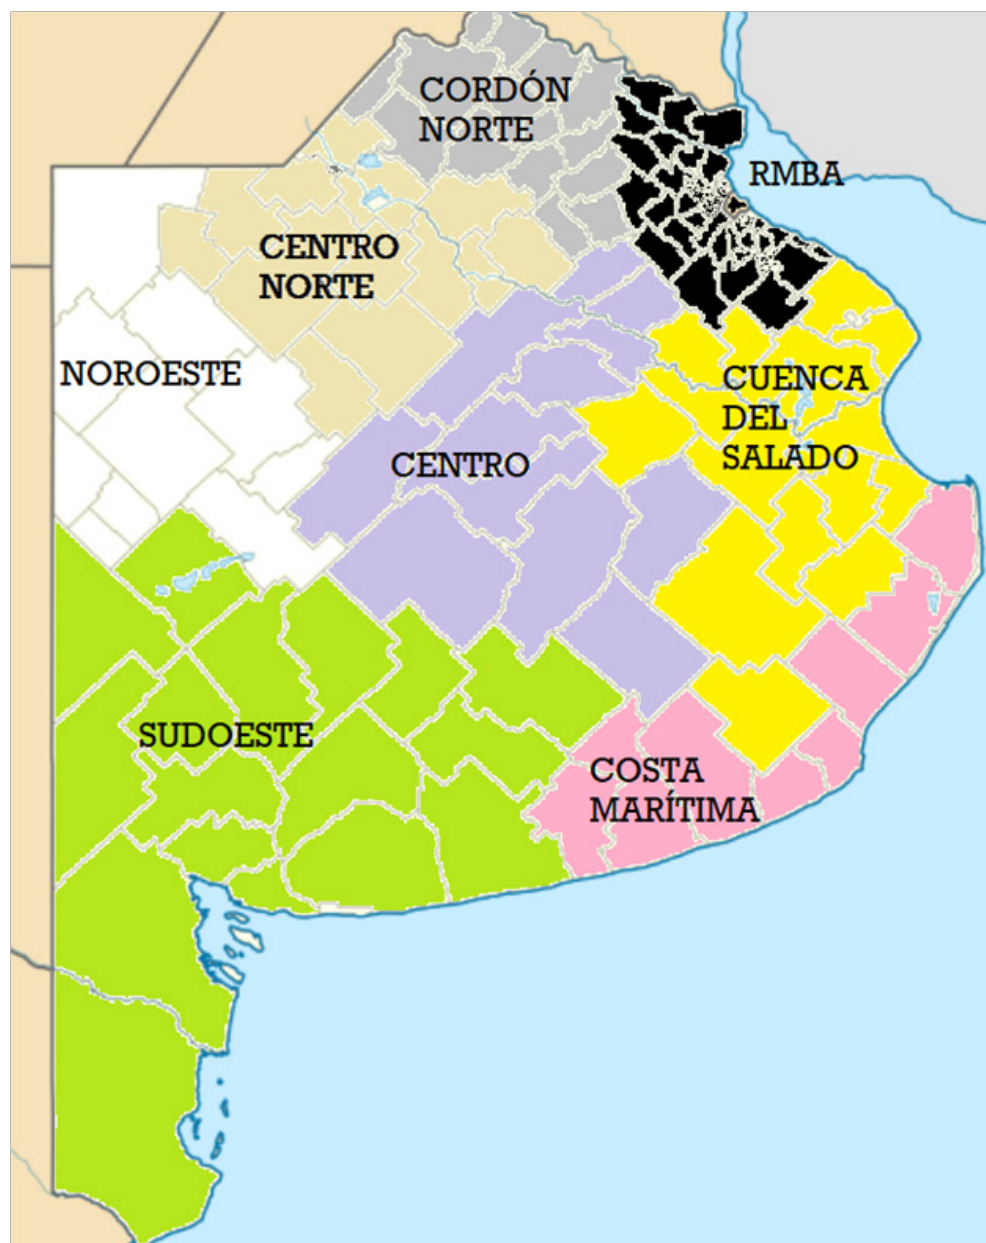 CORDÓN
NORTE
RMBA
CENTRO
NORTE
NOROESTE
CUENCA
DEL
SALADO
CENTRO
SUDOESTE
COSTA
MARÍTIMA